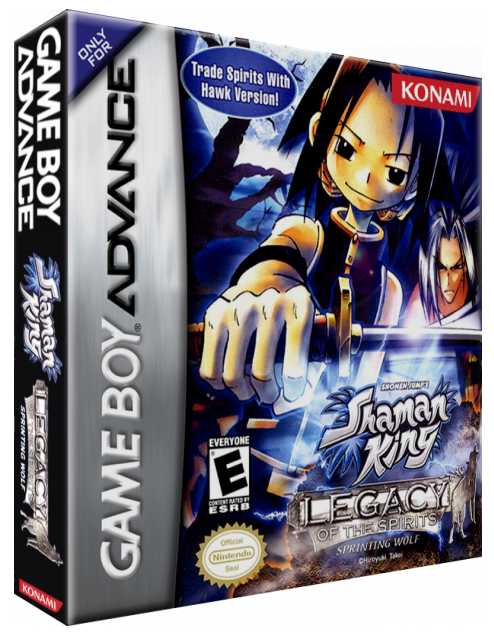 GAME BOY
ADVANCE
Shaman
King
LEGACY
OF THE SPIRITS
SPRINTING WOLF
KONAMI
ONLY
FOR
GAME BOY® ADVANCE
Trade Spirits With
Hawk Version!
KONAMI
SHONEN JUMP'S
Shaman
King
LEGACY
OF THE SPIRITS
SPRINTING WOLF
©Hiroyuki Takei
EVERYONE
E
CONTENT RATED BY
ESRB
Official
Nintendo
Seal